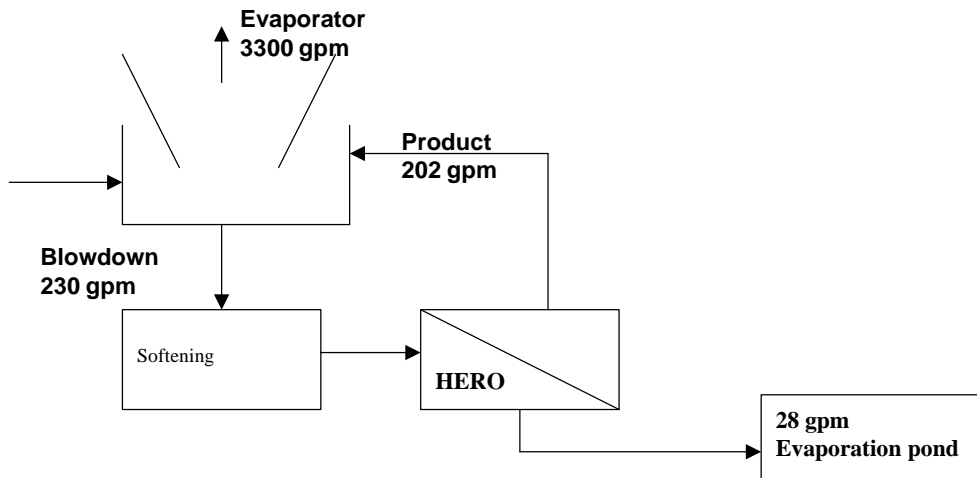 Evaporator
3300 gpm
Product
202 gpm
Blowdown
230 gpm
Softening
HERO
28 gpm
Evaporation pond